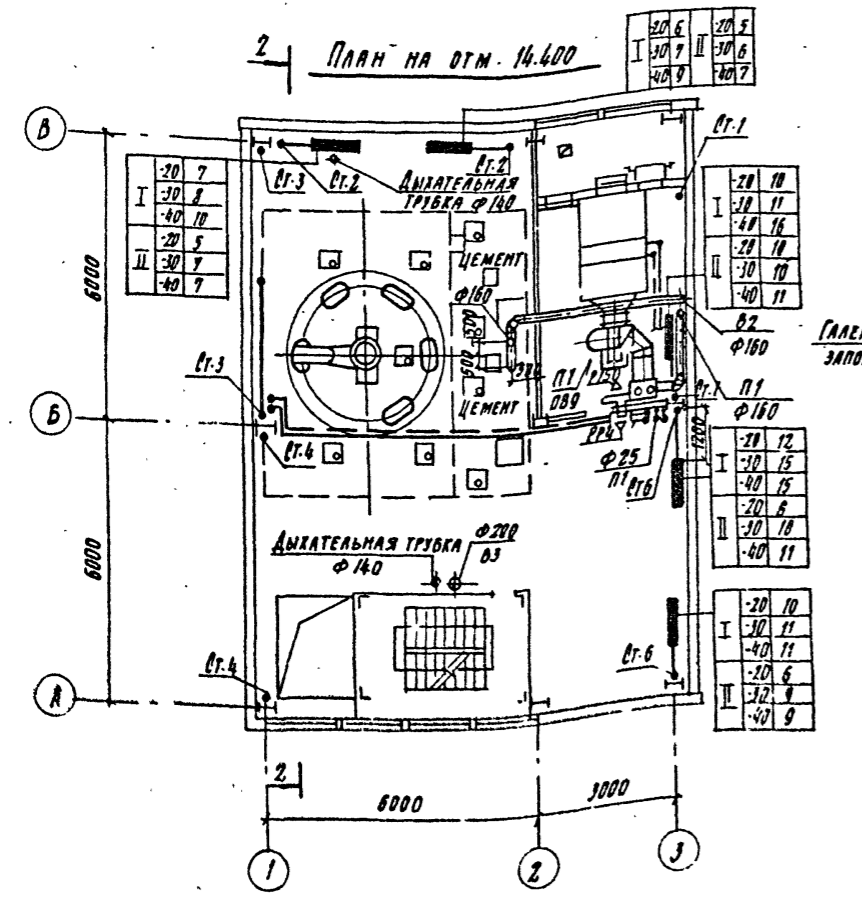 2
План на отм. 14.400
I -20 6 II -20 5
-30 7 -30 6
-40 9 -40 7
В
Ст.1
Ст.3
Ст.2
Ст.2
Дыхательная
трубка ф140
I -20 7
-30 8
-40 10
II -20 5
-30 7
-40 7
I -20 10
-30 11
-40 16
II -20 10
-30 10
-40 11
6000
цемент
ф160
500
500
цемент
В2
ф160
П1
ОВ9
Ст.3
Ст.1
П1
ф160
Б
Ст.4
РР4
ф25
П1
Ст6
1200
I -20 12
-30 15
-40 15
II -20 8
-30 10
-40 11
6000
Дыхательная трубка
ф140
ф200
В3
I -20 10
-30 11
-40 11
II -20 6
-30 9
-40 9
Ст.4
Ст.6
А
2
6000
3000
1
2
3